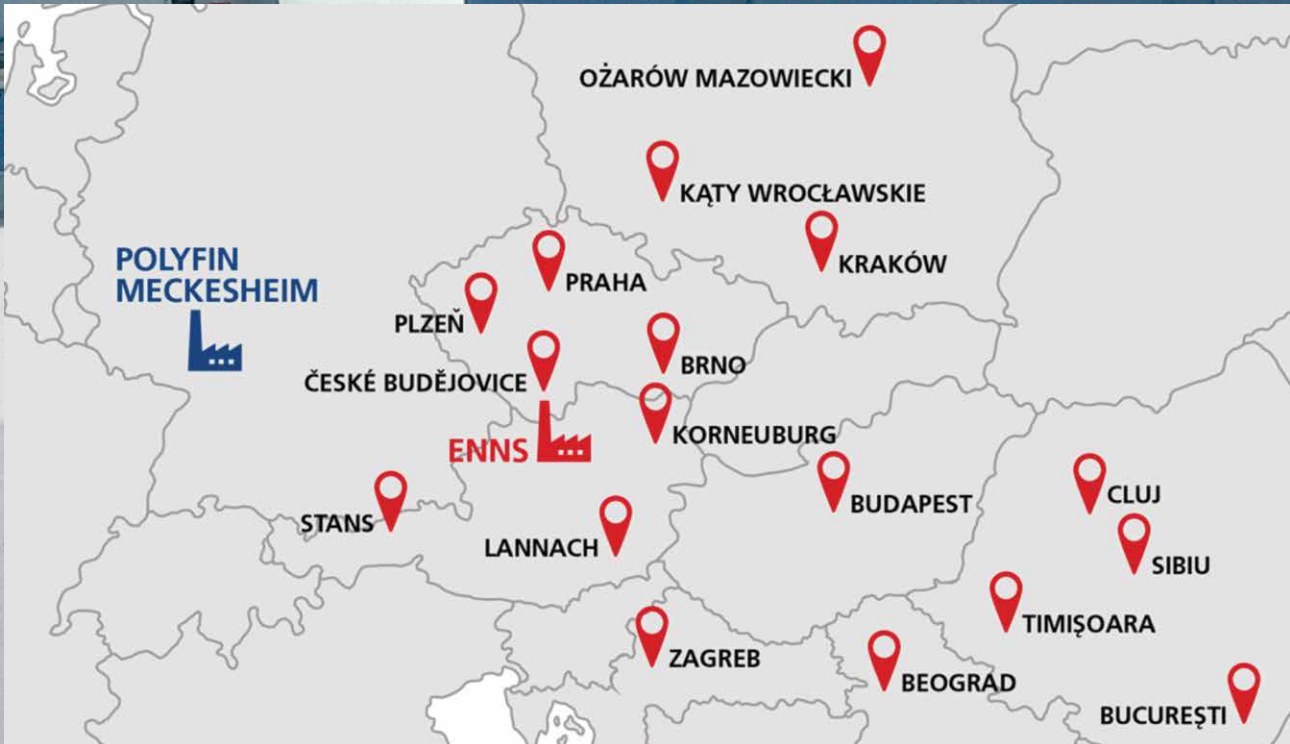 OŻARÓW MAZOWIECKI
KĄTY WROCŁAWSKIE
KRAKÓW
POLYFIN
MECKESHEIM
PRAHA
PLZEŇ
BRNO
ČESKÉ BUDĚJOVICE
KORNEUBURG
ENNS
BUDAPEST
CLUJ
STANS
LANNACH
SIBIU
TIMIŞOARA
ZAGREB
BEOGRAD
BUCUREŞTI